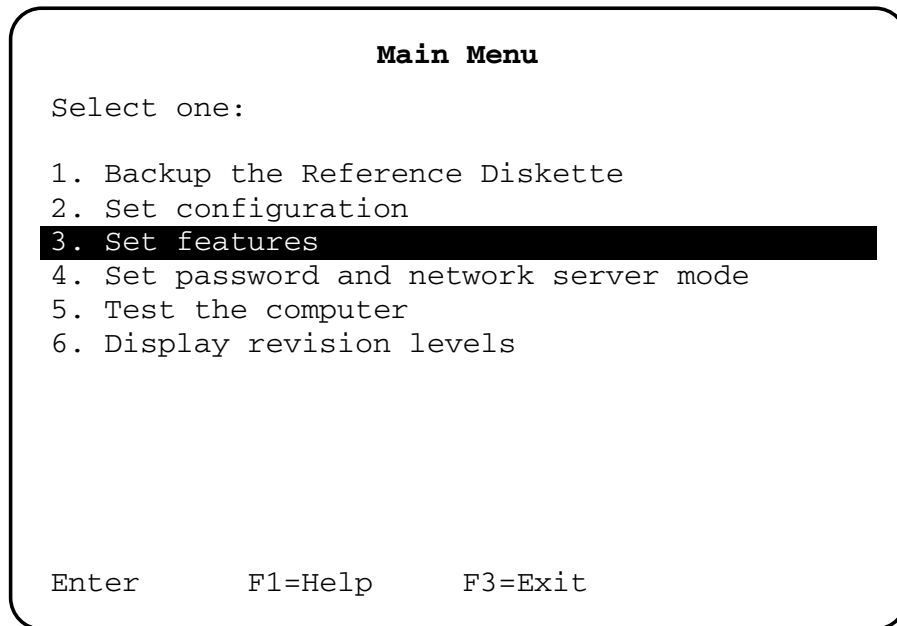 Main Menu
Select one:
1. Backup the Reference Diskette
2. Set configuration
3. Set features
4. Set password and network server mode
5. Test the computer
6. Display revision levels
Enter F1=Help F3=Exit